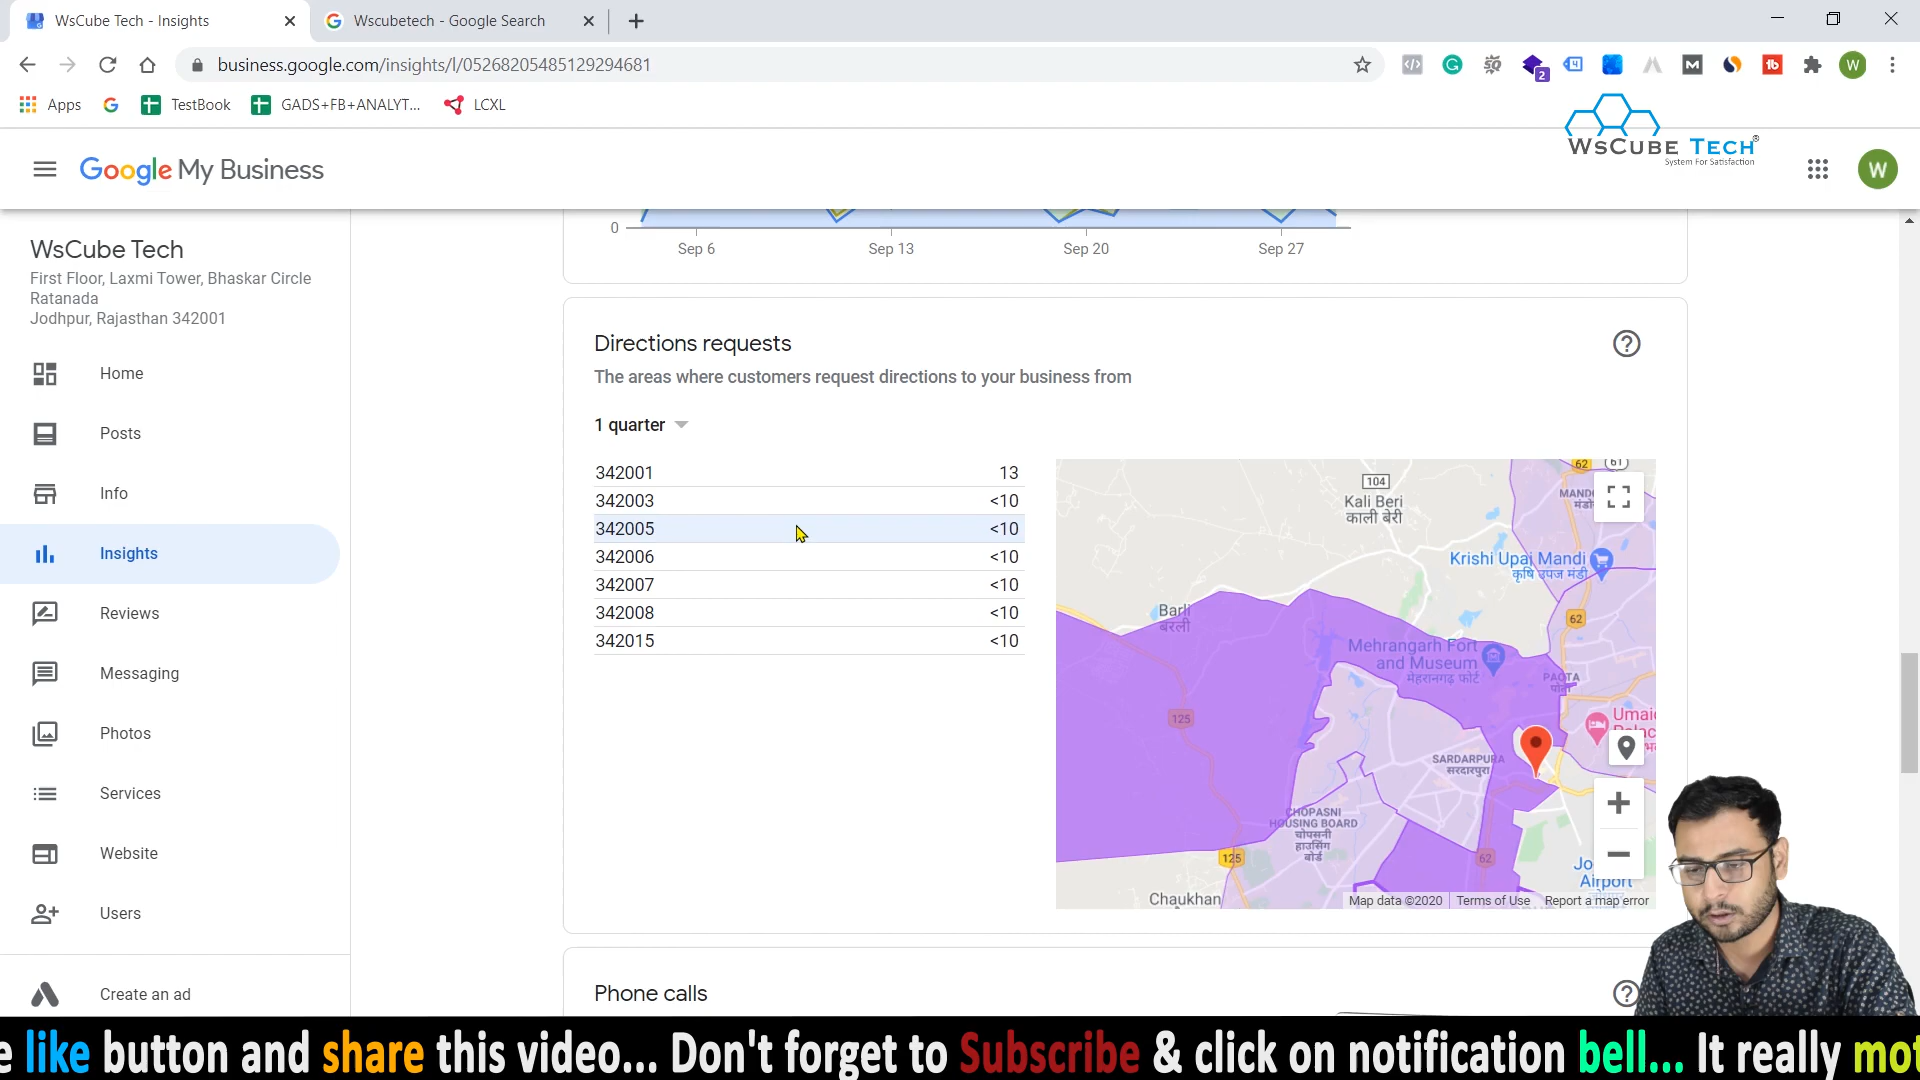 WsCube Tech - Insights
Wscubetech - Google Search
business.google.com/insights/l/05268205485129294681
Apps
TestBook
GADS+FB+ANALYT...
LCXL
WSCUBE TECH
System For Satisfaction
Google My Business
W
WsCube Tech
First Floor, Laxmi Tower, Bhaskar Circle
Ratanada
Jodhpur, Rajasthan 342001
Home
Posts
Info
Insights
Reviews
Messaging
Photos
Services
Website
Users
Create an ad
0
Sep 6
Sep 13
Sep 20
Sep 27
Directions requests
The areas where customers request directions to your business from
1 quarter
342001 13
342003 <10
342005 <10
342006 <10
342007 <10
342008 <10
342015 <10
104
Kali Beri
काली बेरी
62
61
Krishi Upaj Mandi
कृषि उपज मंडी
62
Barli
बरली
Mehrangarh Fort
and Museum
मेहरानगढ़ फोर्ट
PAOTA
125
SARDARPURA
सरदारपुरा
CHOPASNI
HOUSING BOARD
चोपसनी
हाउसिंग
बोर्ड
125
62
Airport
Chaukhan
Map data ©2020
Terms of Use
Report a map error
Phone calls
e like button and share this video... Don't forget to Subscribe & click on notification bell... It really mot